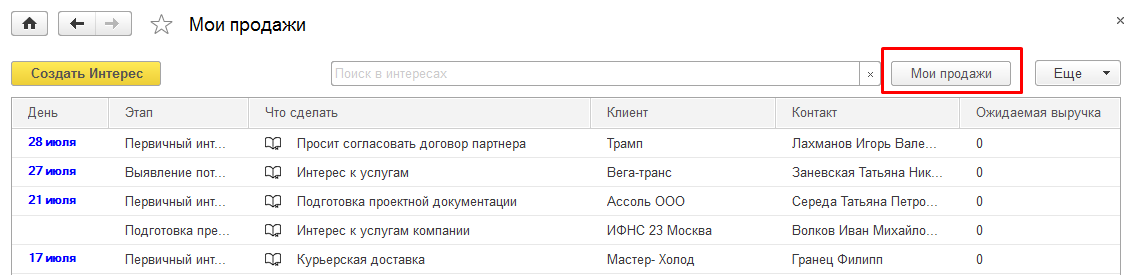 Мои продажи
Создать Интерес Поиск в интересах × Мои продажи Еще
День Этап Что сделать Клиент Контакт Ожидаемая выручка
28 июля Первичный инт... Просит согласовать договор партнера Трамп Лахманов Игорь Вале... 0
27 июля Выявление пот... Интерес к услугам Вега-транс Заневская Татьяна Ник... 0
21 июля Первичный инт... Подготовка проектной документации Ассоль ООО Середа Татьяна Петро... 0
Подготовка пре... Интерес к услугам компании ИФНС 23 Москва Волков Иван Михайло... 0
17 июля Первичный инт... Курьерская доставка Мастер- Холод Гранец Филипп 0